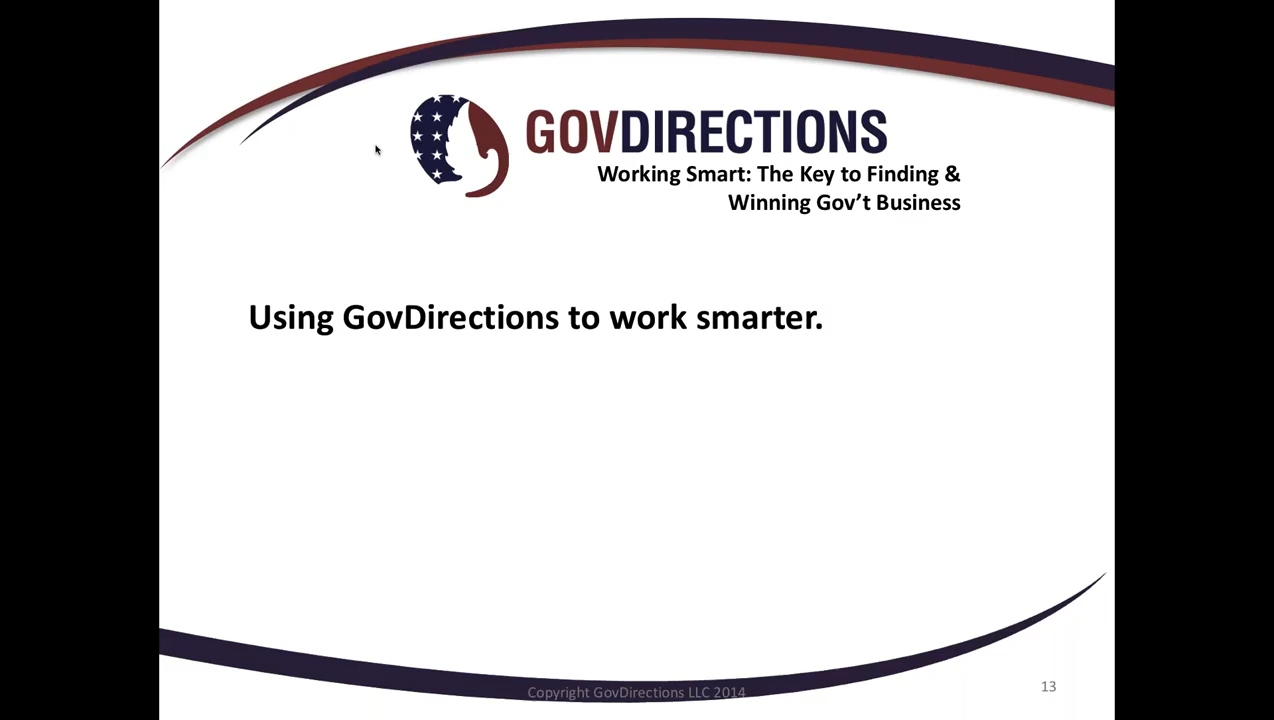 GOVDIRECTIONS
Working Smart: The Key to Finding &
Winning Gov’t Business
Using GovDirections to work smarter.
Copyright GovDirections LLC 2014
13